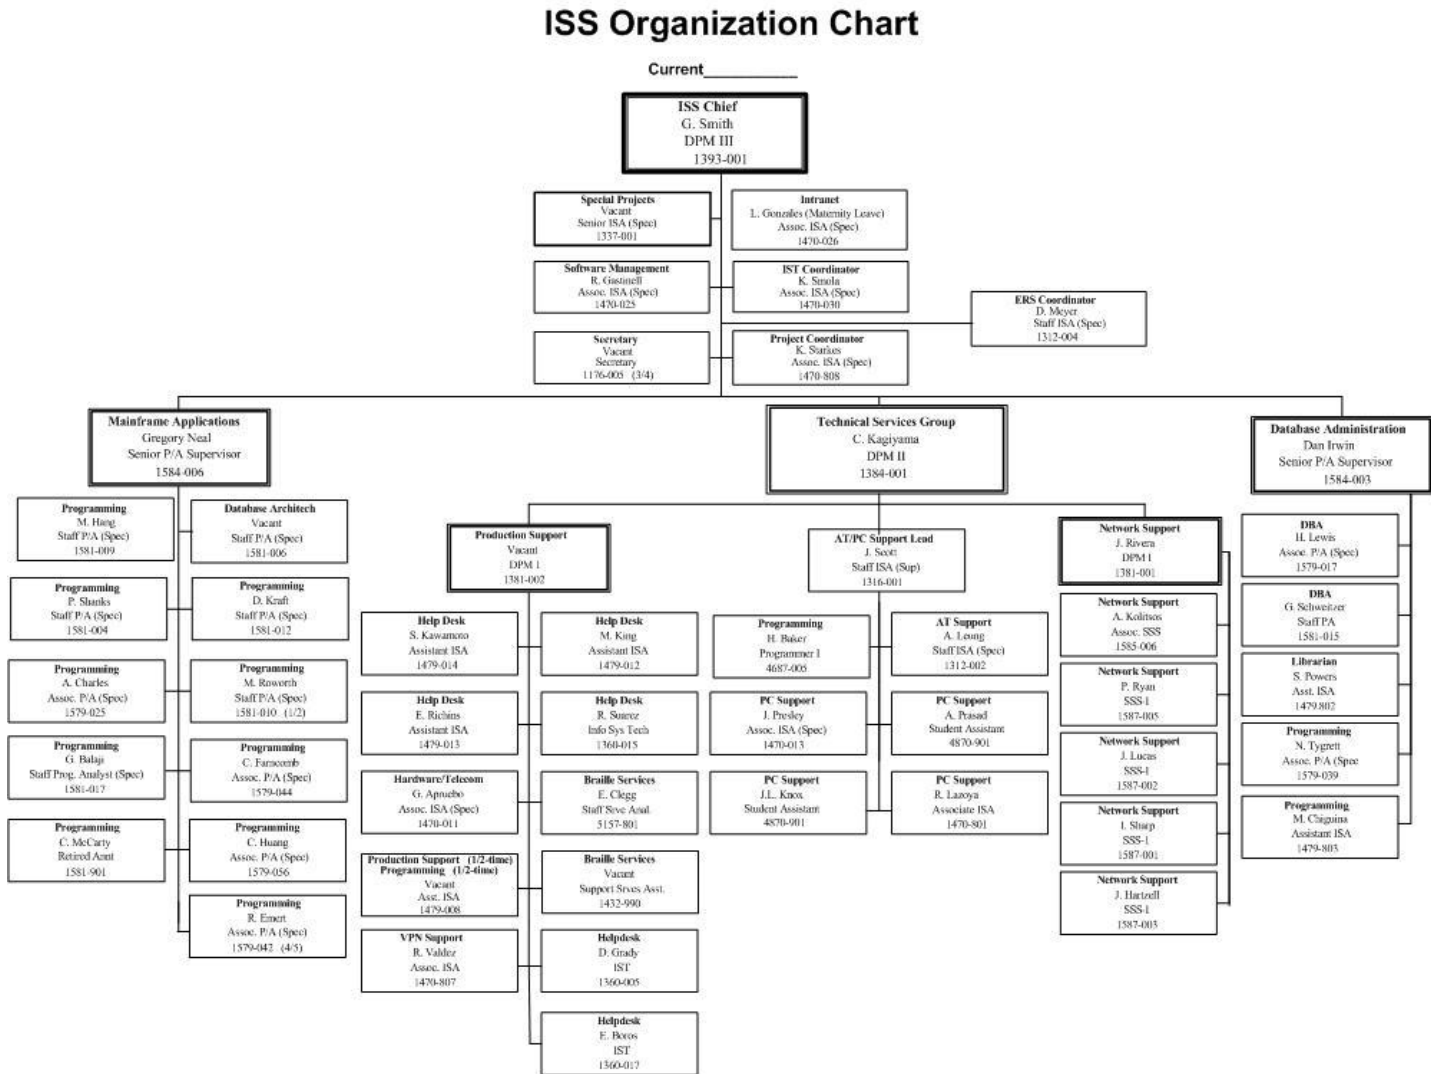 ISS Organization Chart
Current__________
ISS Chief
G. Smith
DPM III
1393-001
Special Projects
Vacant
Senior ISA (Spec)
1337-001
Intranet
L. Gonzales (Maternity Leave)
Assoc. ISA (Spec)
1470-026
Software Management
R. Gastinell
Assoc. ISA (Spec)
1470-025
IST Coordinator
K. Smola
Assoc. ISA (Spec)
1470-030
ERS Coordinator
D. Meyer
Staff ISA (Spec)
1312-004
Secretary
Vacant
Secretary
1176-005 (3/4)
Project Coordinator
K. Starkes
Assoc. ISA (Spec)
1470-808
Mainframe Applications
Gregory Neal
Senior P/A Supervisor
1584-006
Technical Services Group
C. Kagiyama
DPM II
1384-001
Database Administration
Dan Irwin
Senior P/A Supervisor
1584-003
Programming
M. Hang
Staff P/A (Spec)
1581-009
Database Architech
Vacant
Staff P/A (Spec)
1581-006
Programming
P. Shanks
Staff P/A (Spec)
1581-004
Programming
D. Kraft
Staff P/A (Spec)
1581-012
Programming
A. Charles
Assoc. P/A (Spec)
1579-025
Programming
M. Roworth
Staff P/A (Spec)
1581-010 (1/2)
Programming
G. Balaji
Staff Prog. Analyst (Spec)
1581-017
Programming
C. Farncomb
Assoc. P/A (Spec)
1579-044
Programming
C. McCarty
Retired Annt
1581-901
Programming
C. Huang
Assoc. P/A (Spec)
1579-056
Programming
R. Emert
Assoc. P/A (Spec)
1579-042 (4/5)
Production Support
Vacant
DPM I
1381-002
Help Desk
S. Kawamoto
Assistant ISA
1479-014
Help Desk
M. King
Assistant ISA
1479-012
Help Desk
E. Richins
Assistant ISA
1479-013
Help Desk
R. Suarez
Info Sys Tech
1360-015
Hardware/Telecom
G. Apruebo
Assoc. ISA (Spec)
1470-011
Braille Services
E. Clegg
Staff Srvc Anal.
5157-801
Production Support (1/2-time)
Programming (1/2-time)
Vacant
Asst. ISA
1479-008
Braille Services
Vacant
Support Srvcs Asst.
1432-990
VPN Support
R. Valdez
Assoc. ISA
1470-807
Helpdesk
D. Grady
IST
1360-005
Helpdesk
E. Boros
IST
1360-017
AT/PC Support Lead
J. Scott
Staff ISA (Sup)
1316-001
Programming
H. Baker
Programmer I
4687-005
AT Support
A. Leung
Staff ISA (Spec)
1312-002
PC Support
J. Presley
Assoc. ISA (Spec)
1470-013
PC Support
A. Prasad
Student Assistant
4870-901
PC Support
J.L. Knox
Student Assistant
4870-901
PC Support
R. Lazoya
Associate ISA
1470-801
Network Support
J. Rivera
DPM I
1381-001
Network Support
A. Kolitsos
Assoc. SSS
1585-006
Network Support
P. Ryan
SSS-I
1587-005
Network Support
J. Lucas
SSS-I
1587-002
Network Support
I. Sharp
SSS-I
1587-001
Network Support
J. Hartzell
SSS-I
1587-003
DBA
H. Lewis
Assoc. P/A (Spec)
1579-017
DBA
G. Schweitzer
Staff PA
1581-015
Librarian
S. Powers
Asst. ISA
1479.802
Programming
N. Tygrett
Assoc. P/A (Spec
1579-039
Programming
M. Chiguina
Assistant ISA
1479-803